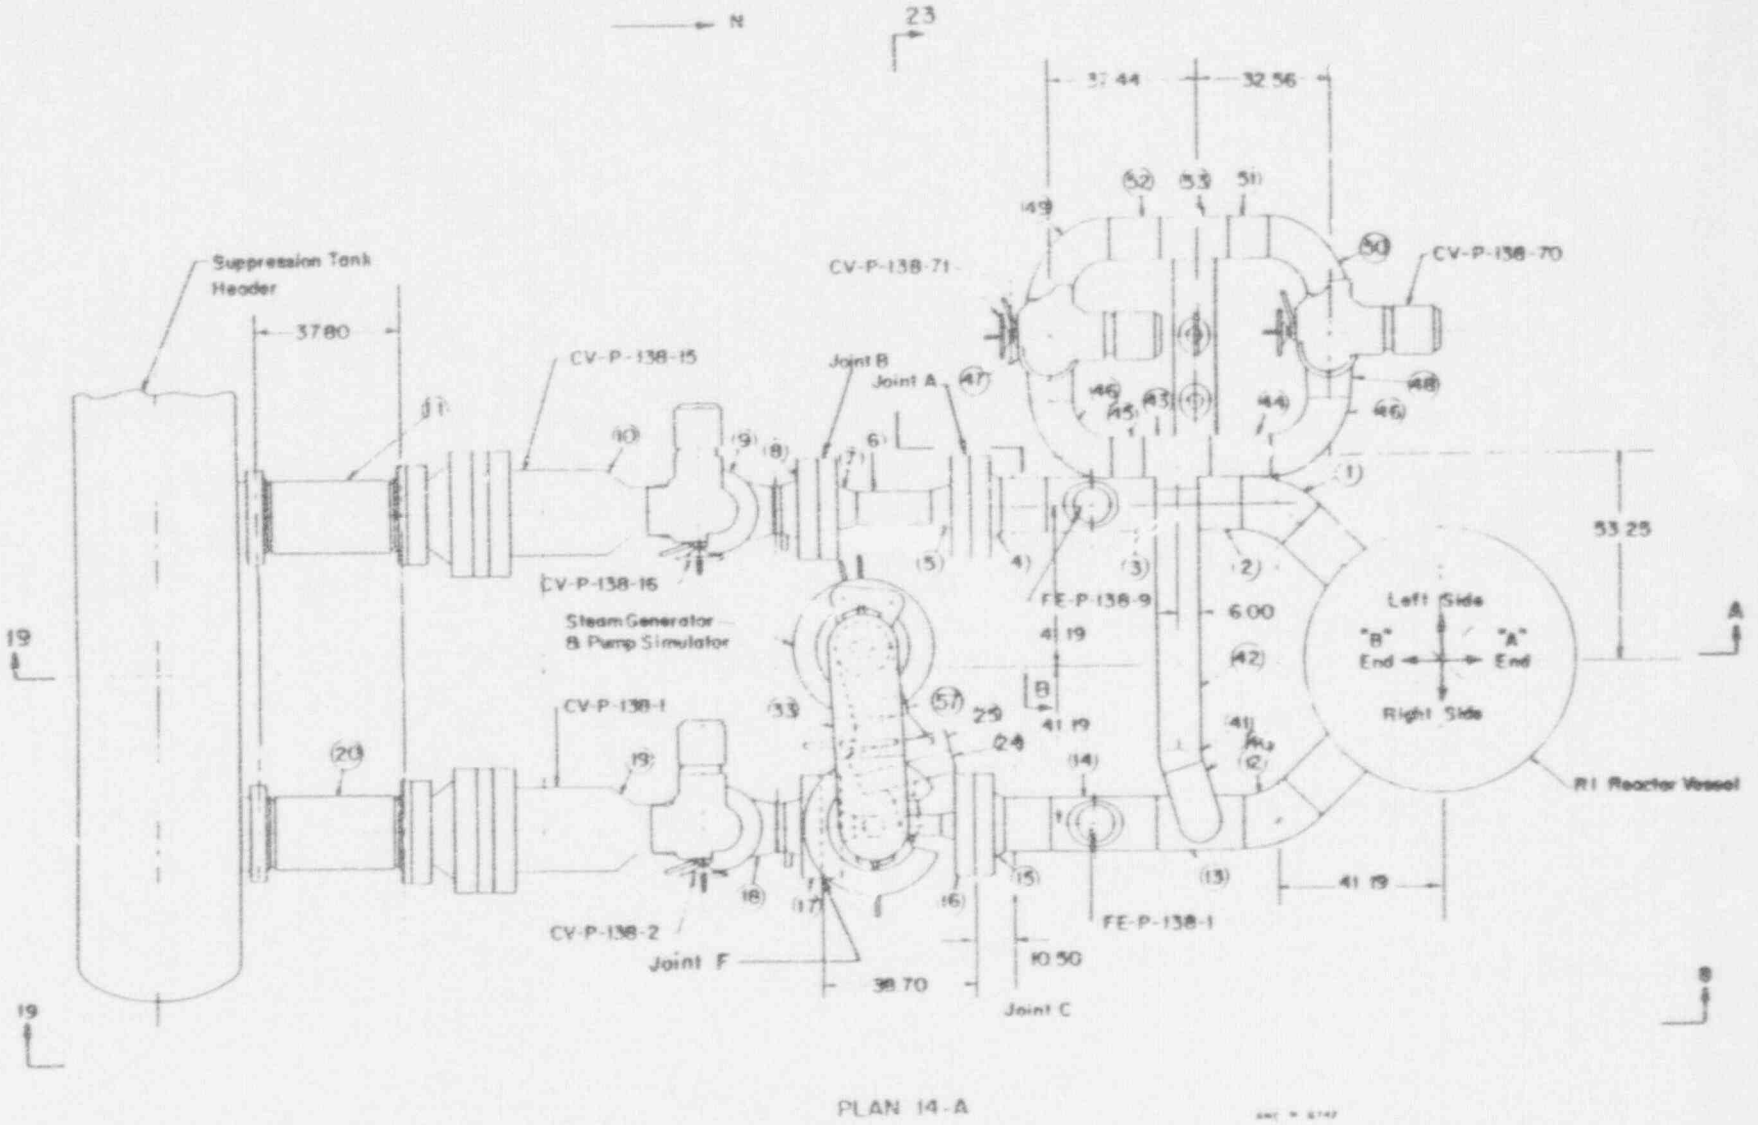 N
23
32.56
(52) (53) 51)
(49)
(50)
CV-P-138-70
CV-P-138-71
Suppression Tank
Header
37.80
CV-P-138-15
Joint B
Joint A
(47)
(48)
(46)
(46)
(45)
(43)
(44)
(11)
(10)
(9)
(8)
7)
6)
(1)
53.25
(5)
4)
(3)
(2)
CV-P-138-16
FE-P-138-9
6.00
Left Side
"B"
End
"A"
End
Right Side
A
Steam Generator
& Pump Simulator
41.19
19
(42)
B
CV-P-138-1
(33)
(57)
25)
41.19
(41)
(24)
(20)
19)
(14)
(12)
R1 Reactor Vessel
(18)
(17)
(16)
(15)
(13)
41.19
CV-P-138-2
FE-P-138-1
Joint F
10.50
38.70
Joint C
19
PLAN 14-A